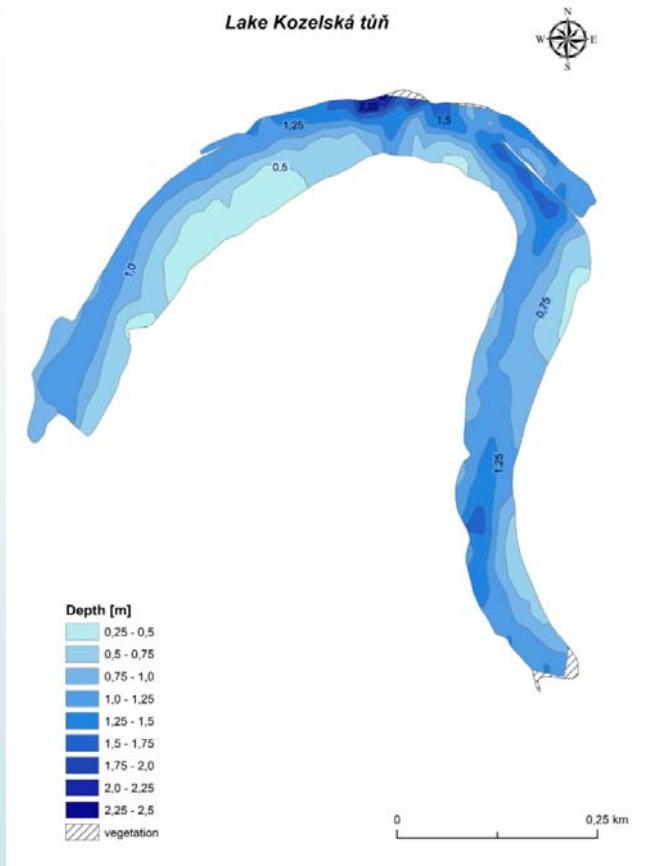 Lake Kozelská tůň
N
W E
S
2,25
1,25
1,5
0,5
1,0
0,75
1,25
Depth [m]
0,25 - 0,5
0,5 - 0,75
0,75 - 1,0
1,0 - 1,25
1,25 - 1,5
1,5 - 1,75
1,75 - 2,0
2,0 - 2,25
2,25 - 2,5
vegetation
0 0,25 km